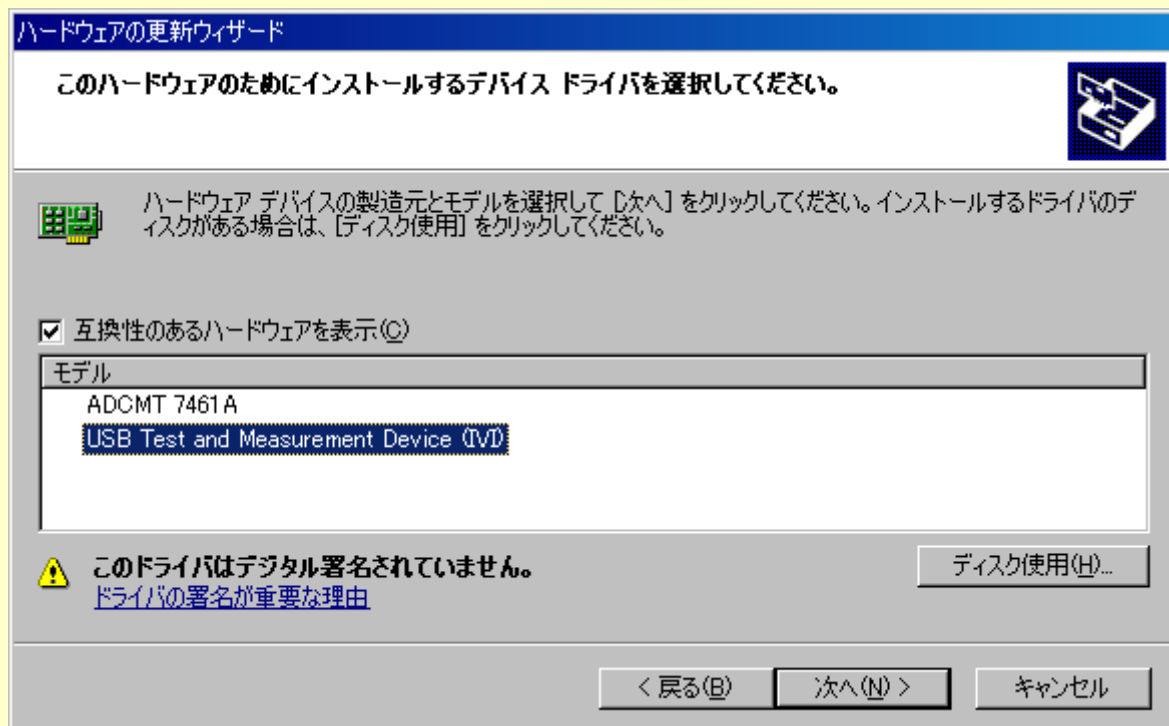 ハードウェアの更新ウィザード
このハードウェアのためにインストールするデバイス ドライバを選択してください。
ハードウェア デバイスの製造元とモデルを選択して [次へ] をクリックしてください。インストールするドライバのデ
ィスクがある場合は、[ディスク使用] をクリックしてください。
互換性のあるハードウェアを表示(C)
モデル
ADCMT 7461A
USB Test and Measurement Device (IVI)
このドライバはデジタル署名されていません。
ディスク使用(H)...
ドライバの署名が重要な理由
< 戻る(B)
次へ(N) >
キャンセル